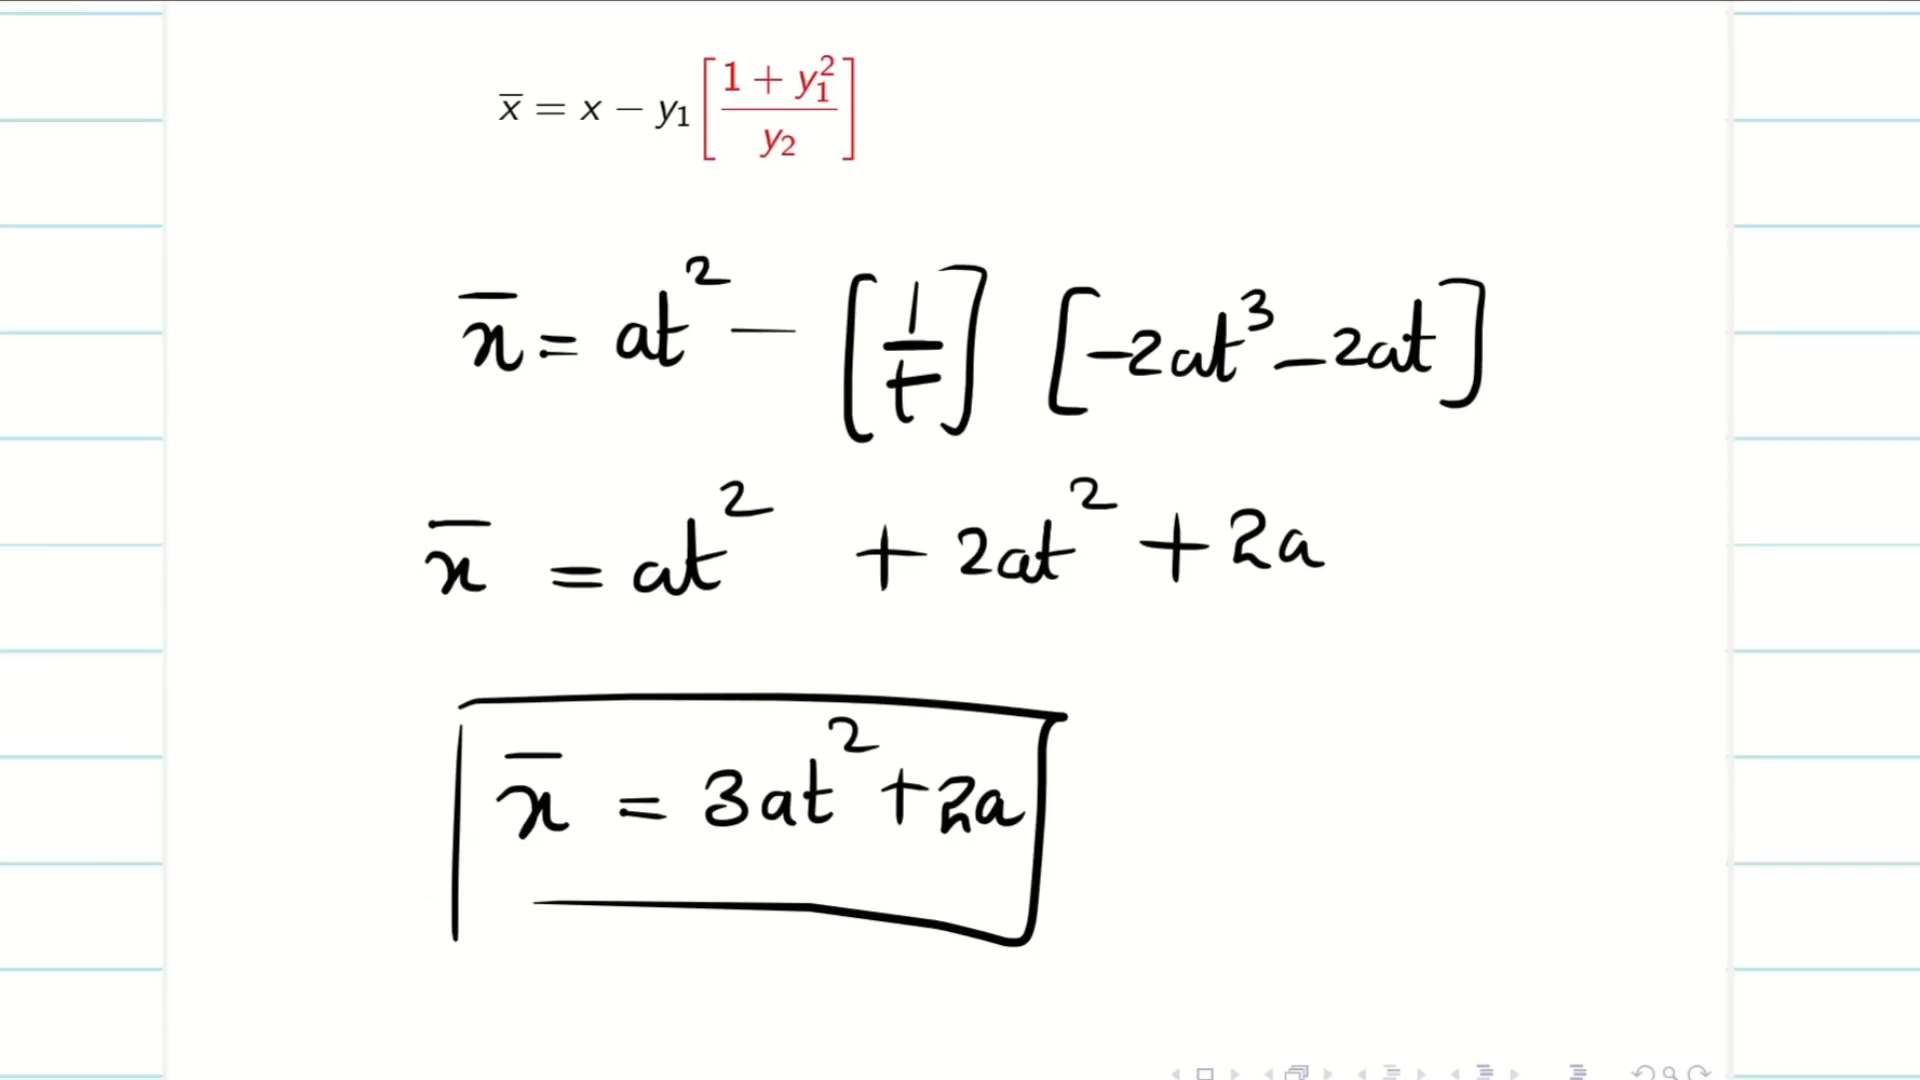 x̄ = x − y₁ [ (1 + y₁²) / y₂ ]
x̄ = at² − [1/t] [−2at³ − 2at]
x̄ = at² + 2at² + 2a
x̄ = 3at² + 2a